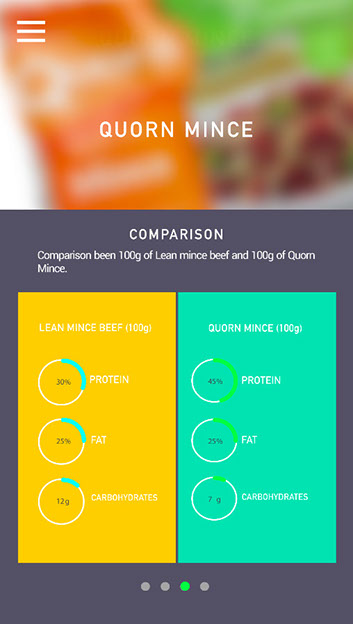 QUORN MINCE
COMPARISON
Comparison been 100g of Lean mince beef and 100g of Quorn
Mince.
LEAN MINCE BEEF (100g)
30% PROTEIN
25% FAT
12g CARBOHYDRATES
QUORN MINCE (100g)
45% PROTEIN
25% FAT
7 g CARBOHYDRATES